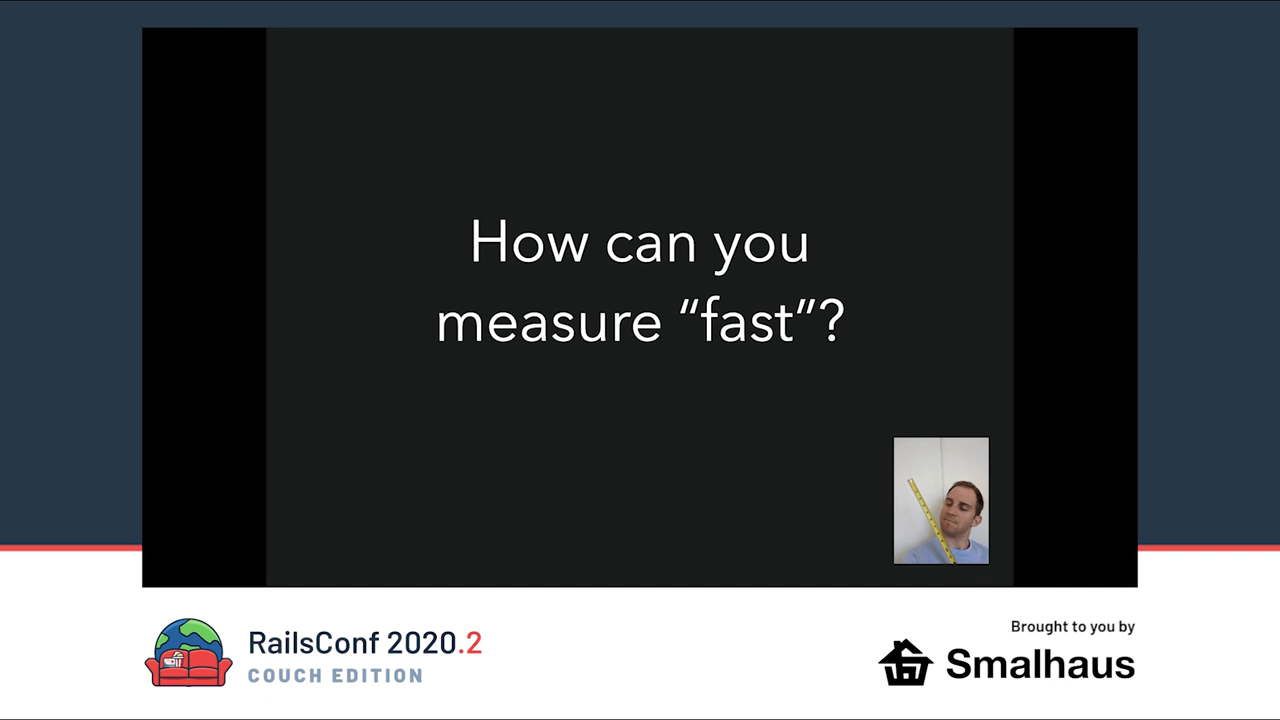 How can you
measure “fast”?
RailsConf 2020.2
COUCH EDITION
Brought to you by
Smalhaus